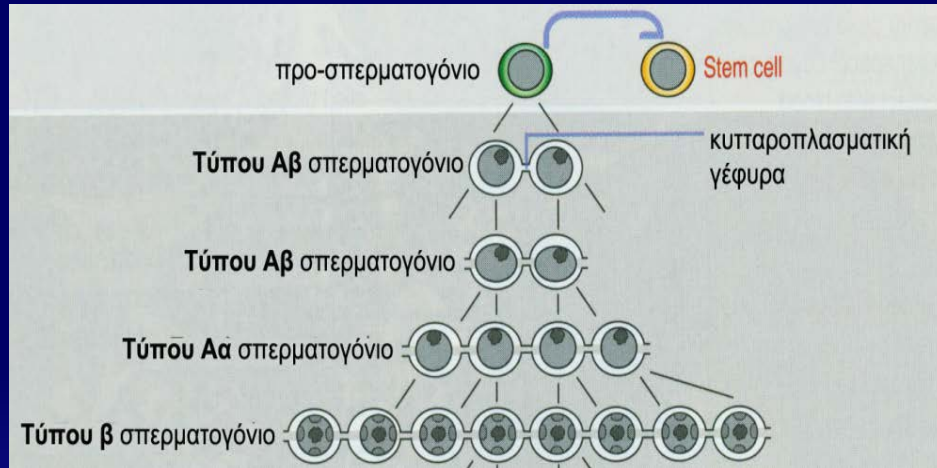 προ-σπερματογόνιο
Stem cell
Τύπου Αβ σπερματογόνιο
κυτταροπλασματική
γέφυρα
Τύπου Αβ σπερματογόνιο
Τύπου Αα σπερματογόνιο
Τύπου β σπερματογόνιο